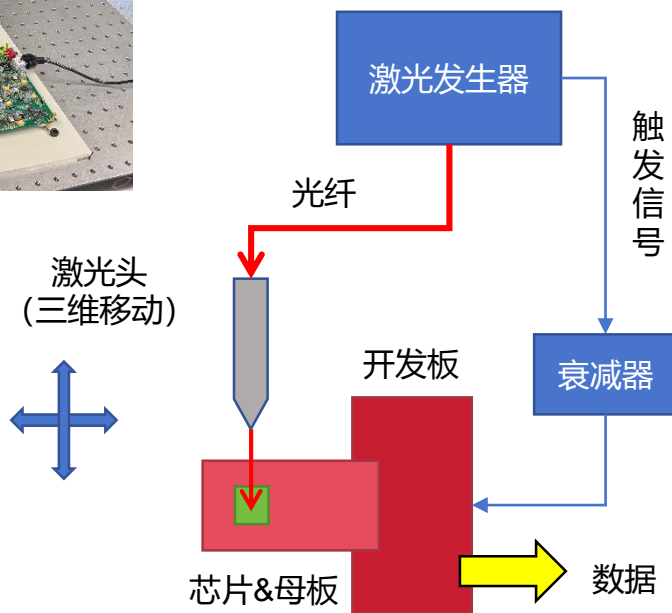 激光发生器
触发信号
光纤
激光头
（三维移动）
开发板
衰减器
芯片&母板
数据